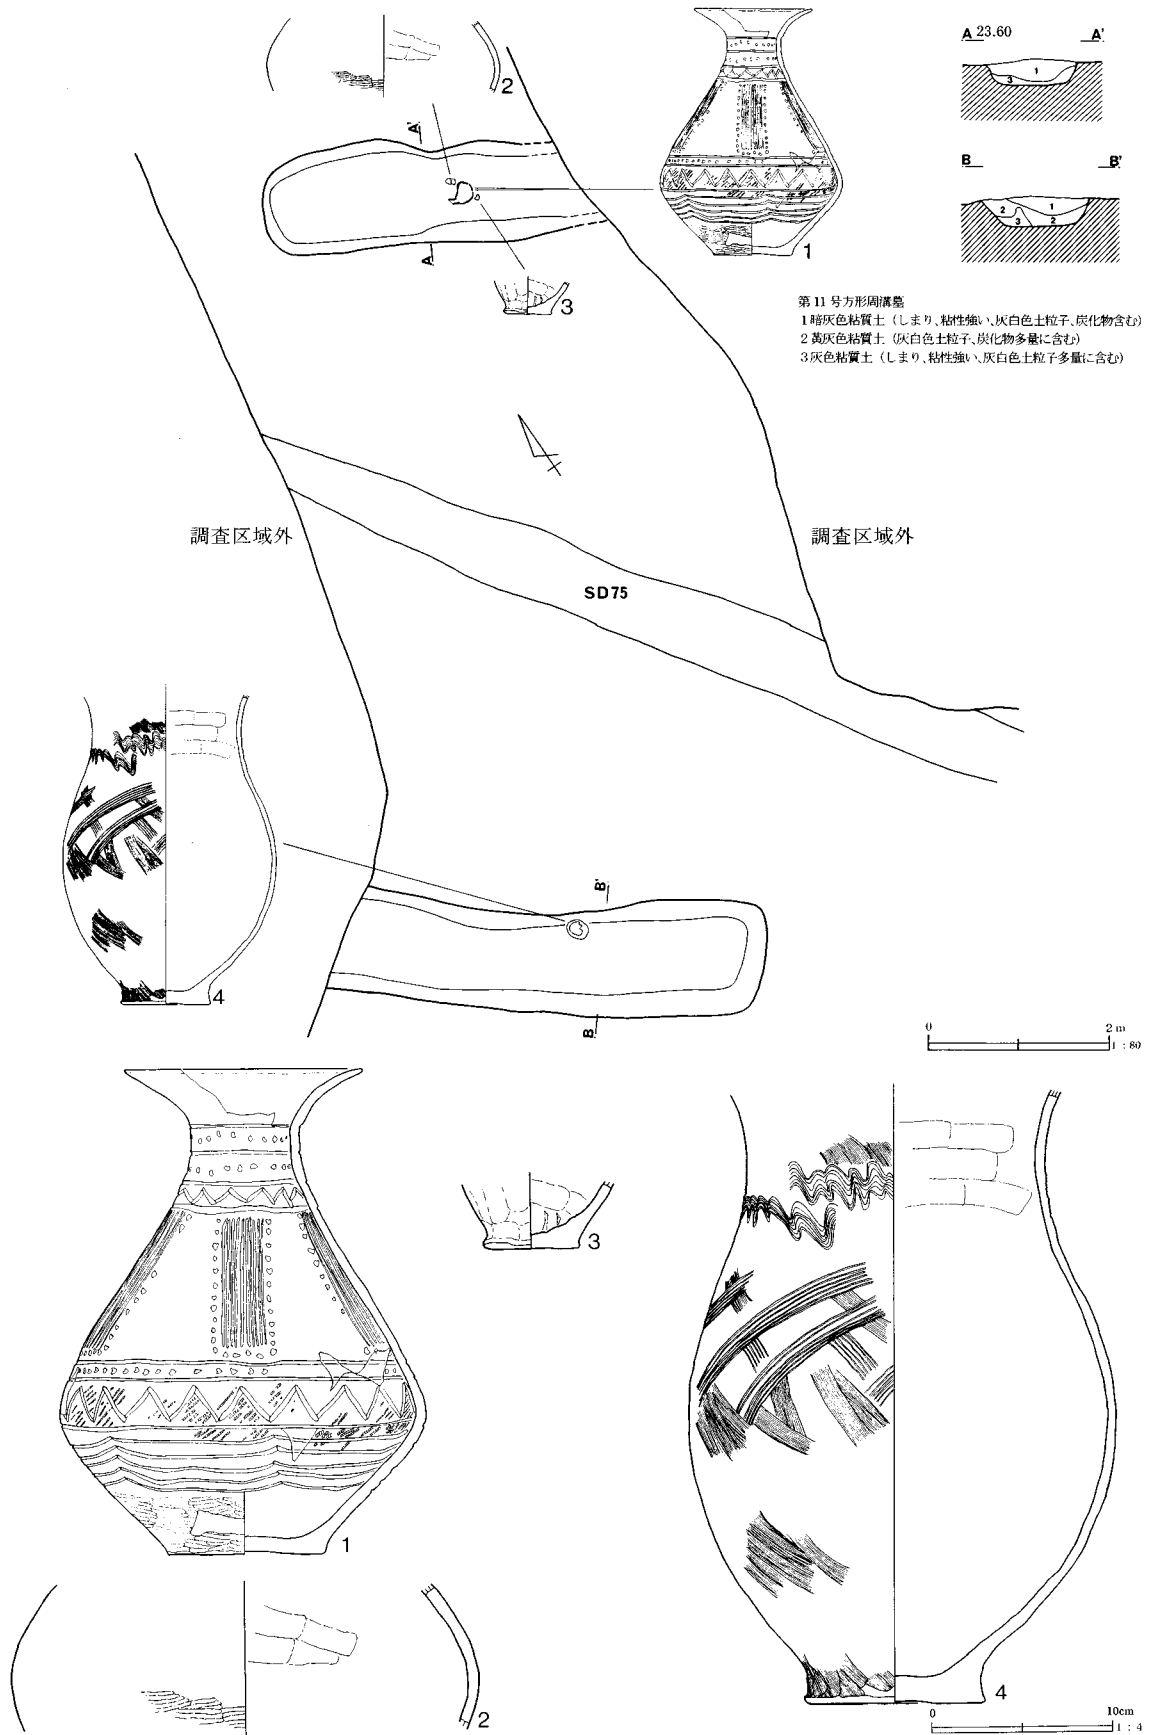 2
A 23.60 A'
1
3
A'
B B'
1
2
3
2
A
1
3
第11号方形周溝墓
1暗灰色粘質土（しまり、粘性強い、灰白色土粒子、炭化物含む）
2黄灰色粘質土（灰白色土粒子、炭化物多量に含む）
3灰色粘質土（しまり、粘性強い、灰白色土粒子多量に含む）
調査区域外
調査区域外
SD75
B'
4
B
0 2m
1:80
3
1
2
4
0 10cm
1:4